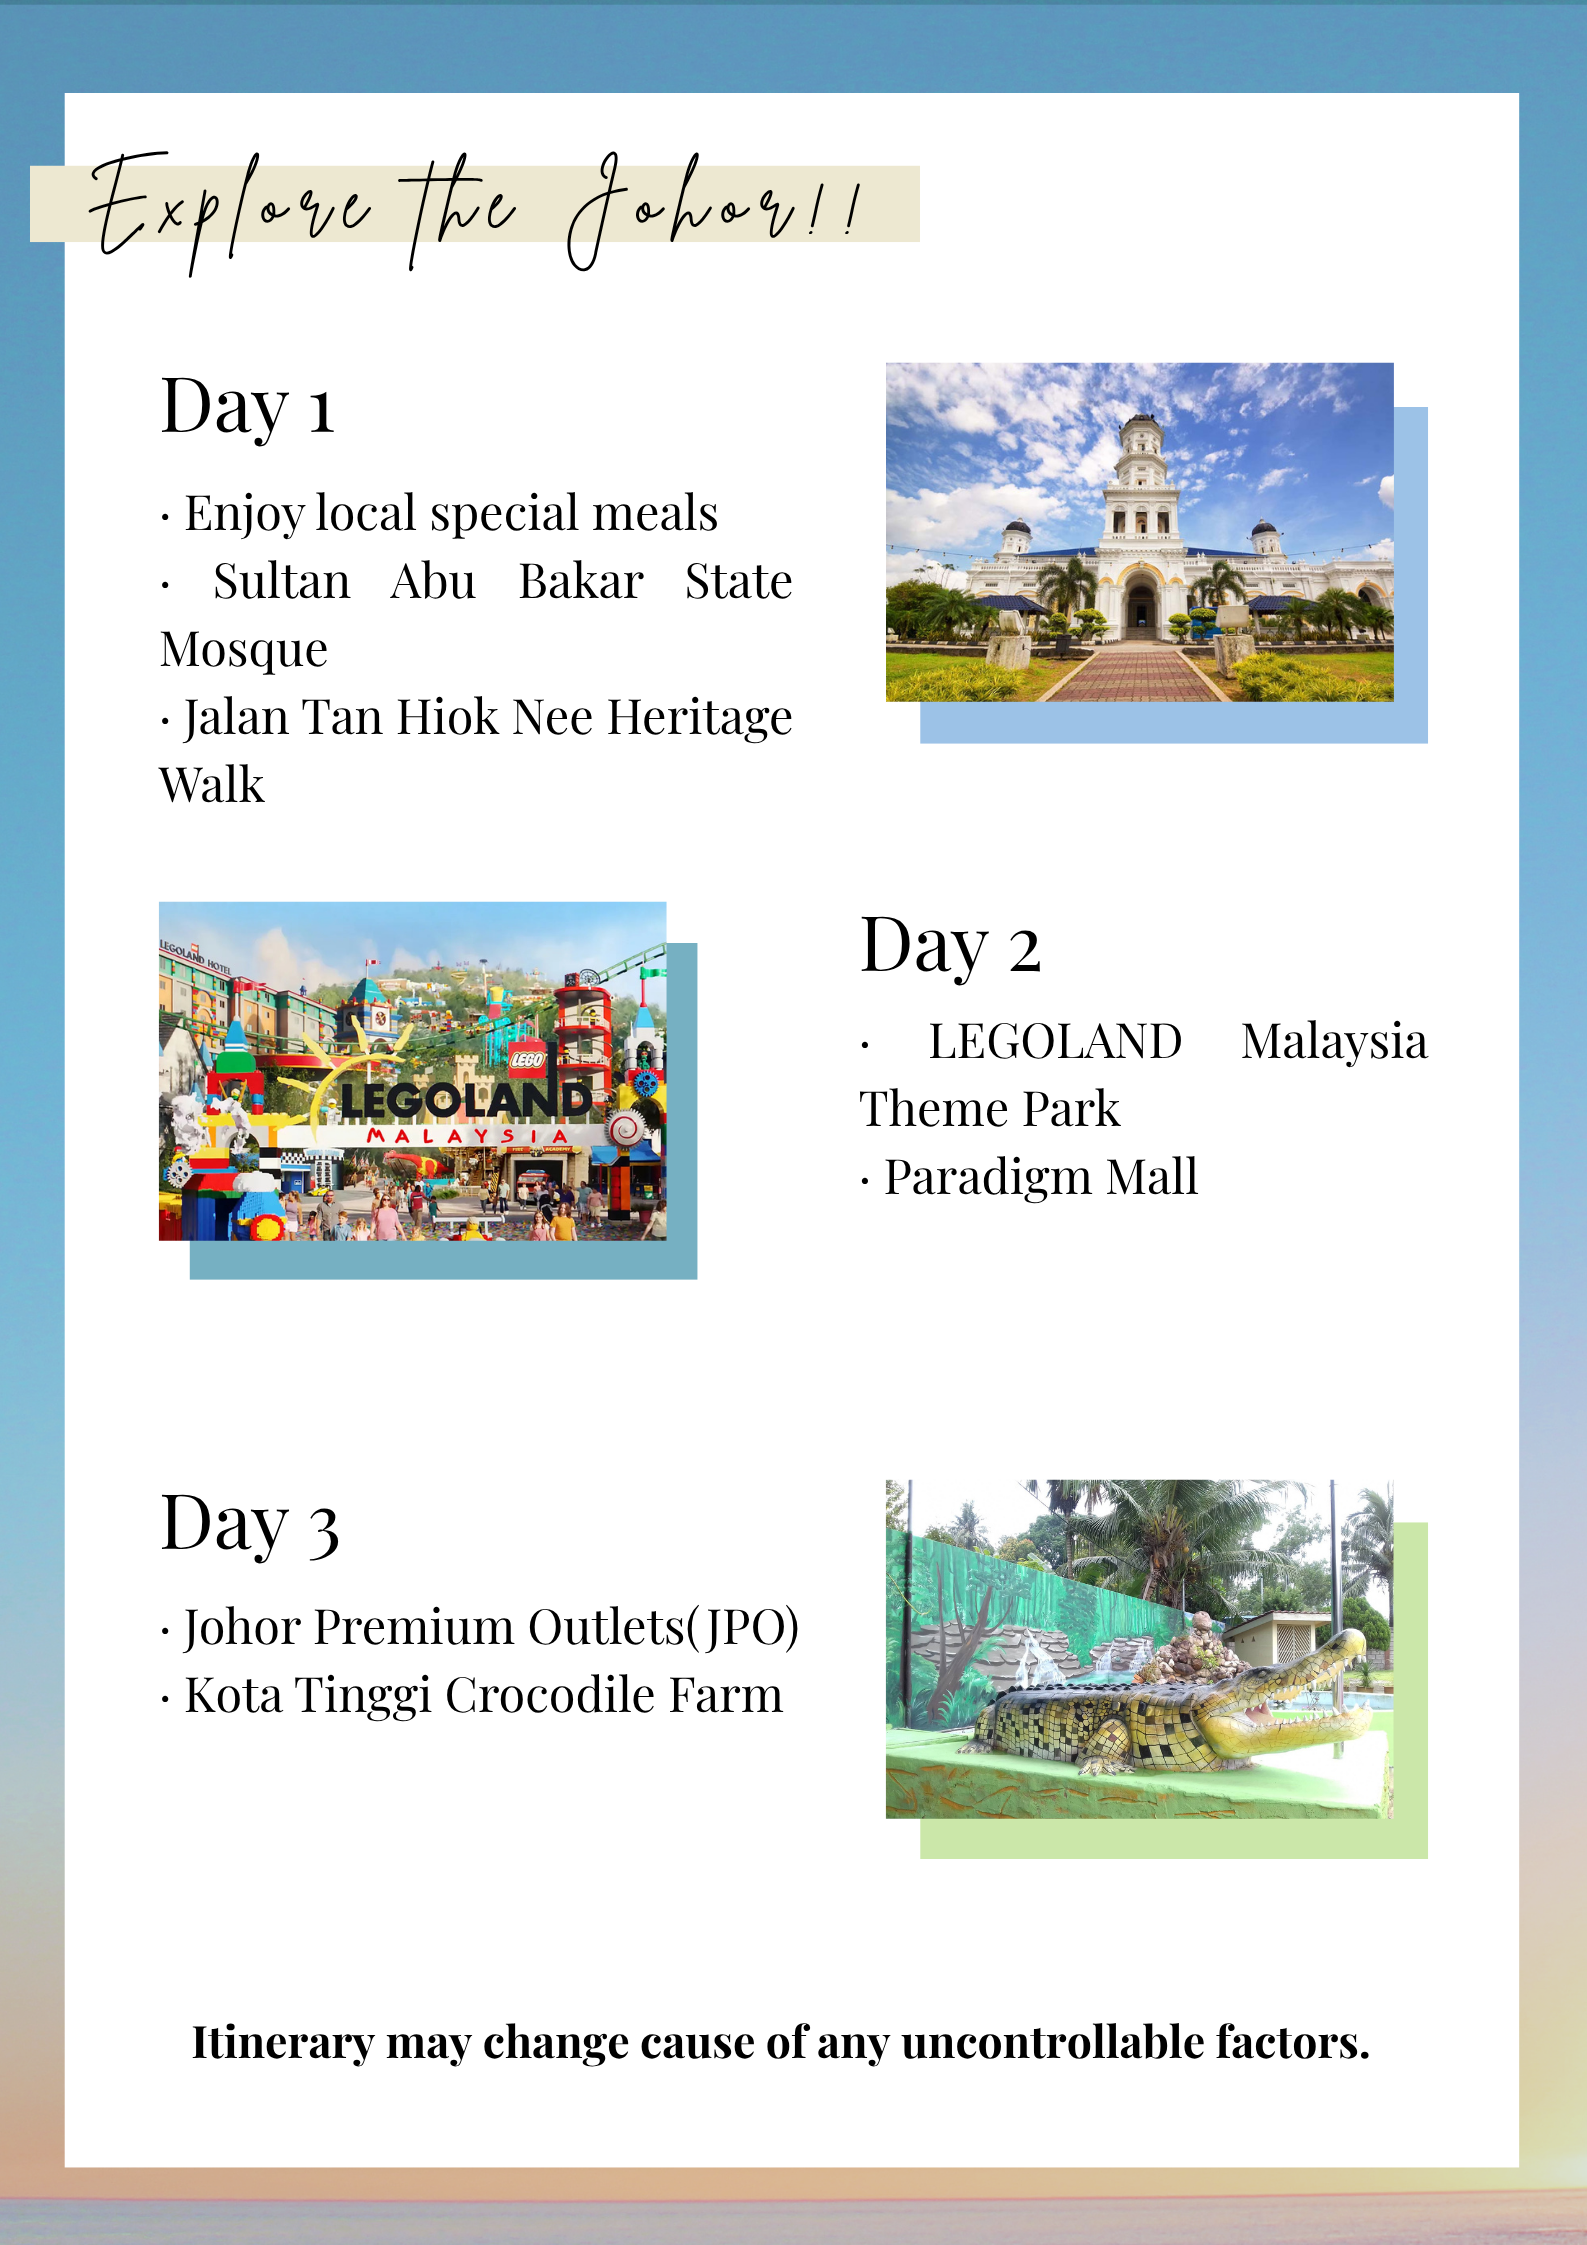 Explore the Johor!!
Day 1
· Enjoy local special meals
· Sultan Abu Bakar State
Mosque
· Jalan Tan Hiok Nee Heritage
Walk
LEGOLAND HOTEL
LEGO
LEGOLAND
MALAYSIA
FREE ACADEMY
Day 2
· LEGOLAND Malaysia
Theme Park
· Paradigm Mall
Day 3
· Johor Premium Outlets(JPO)
· Kota Tinggi Crocodile Farm
Itinerary may change cause of any uncontrollable factors.